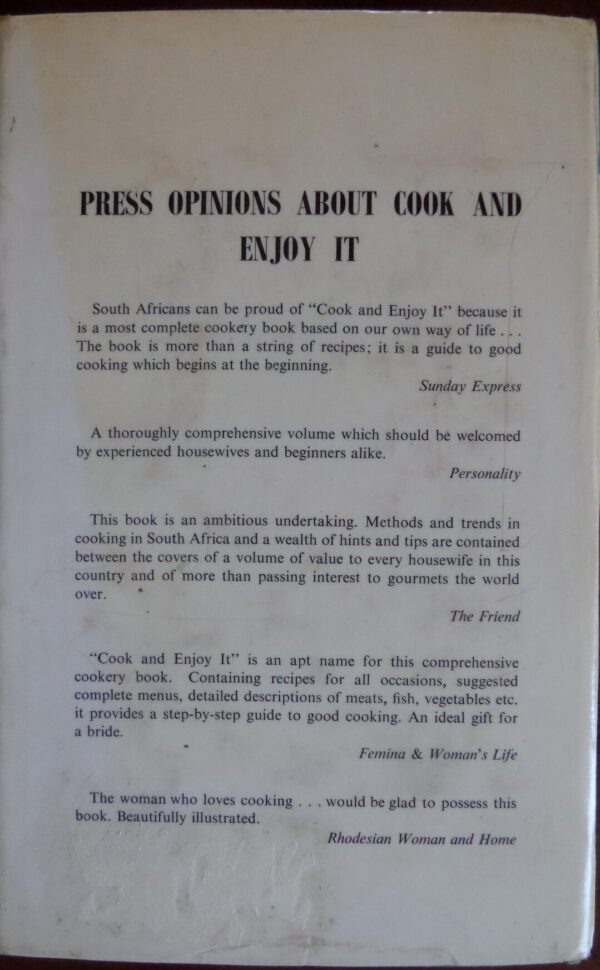 PRESS OPINIONS ABOUT COOK AND
ENJOY IT
South Africans can be proud of “Cook and Enjoy It” because it
is a most complete cookery book based on our own way of life . . .
The book is more than a string of recipes; it is a guide to good
cooking which begins at the beginning.
Sunday Express
A thoroughly comprehensive volume which should be welcomed
by experienced housewives and beginners alike.
Personality
This book is an ambitious undertaking. Methods and trends in
cooking in South Africa and a wealth of hints and tips are contained
between the covers of a volume of value to every housewife in this
country and of more than passing interest to gourmets the world
over.
The Friend
“Cook and Enjoy It” is an apt name for this comprehensive
cookery book. Containing recipes for all occasions, suggested
complete menus, detailed descriptions of meats, fish, vegetables etc.
it provides a step-by-step guide to good cooking. An ideal gift for
a bride.
Femina & Woman's Life
The woman who loves cooking . . . would be glad to possess this
book. Beautifully illustrated.
Rhodesian Woman and Home